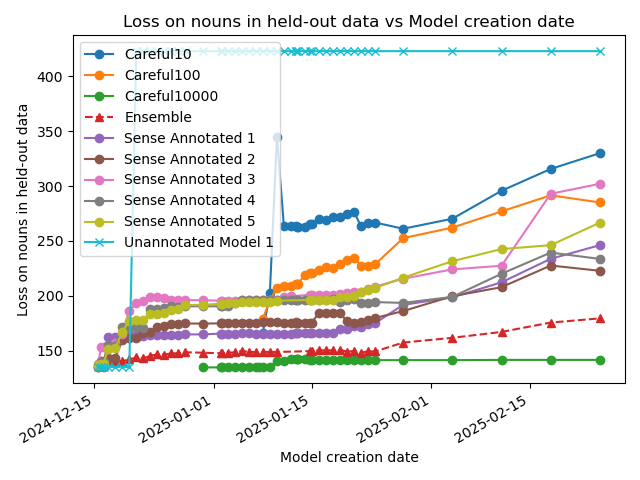 Loss on nouns in held-out data vs Model creation date
Loss on nouns in held-out data
400
350
300
250
200
150
Careful10
Careful100
Careful10000
Ensemble
Sense Annotated 1
Sense Annotated 2
Sense Annotated 3
Sense Annotated 4
Sense Annotated 5
Unannotated Model 1
2024-12-15
2025-01-01
2025-01-15
2025-02-01
2025-02-15
Model creation date